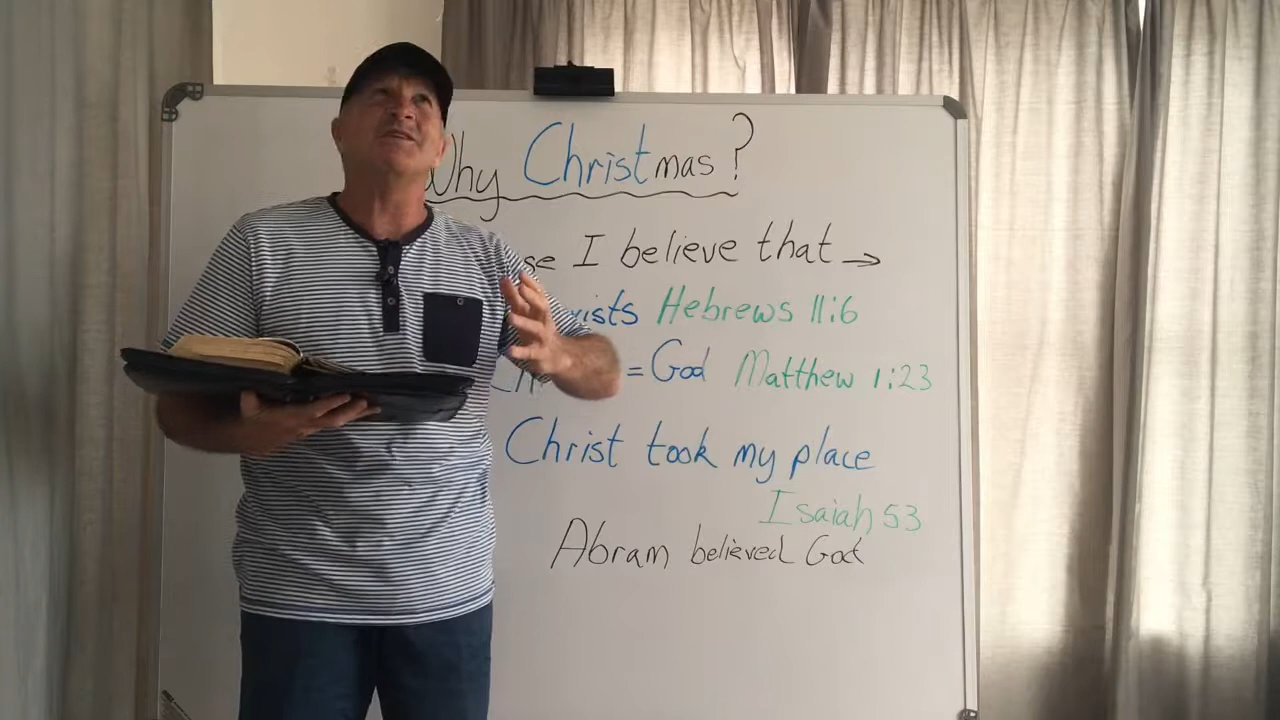 Why Christmas?
se I believe that →
xists Hebrews 11:6
= God Matthew 1:23
Christ took my place
Isaiah 53
Abram believed God